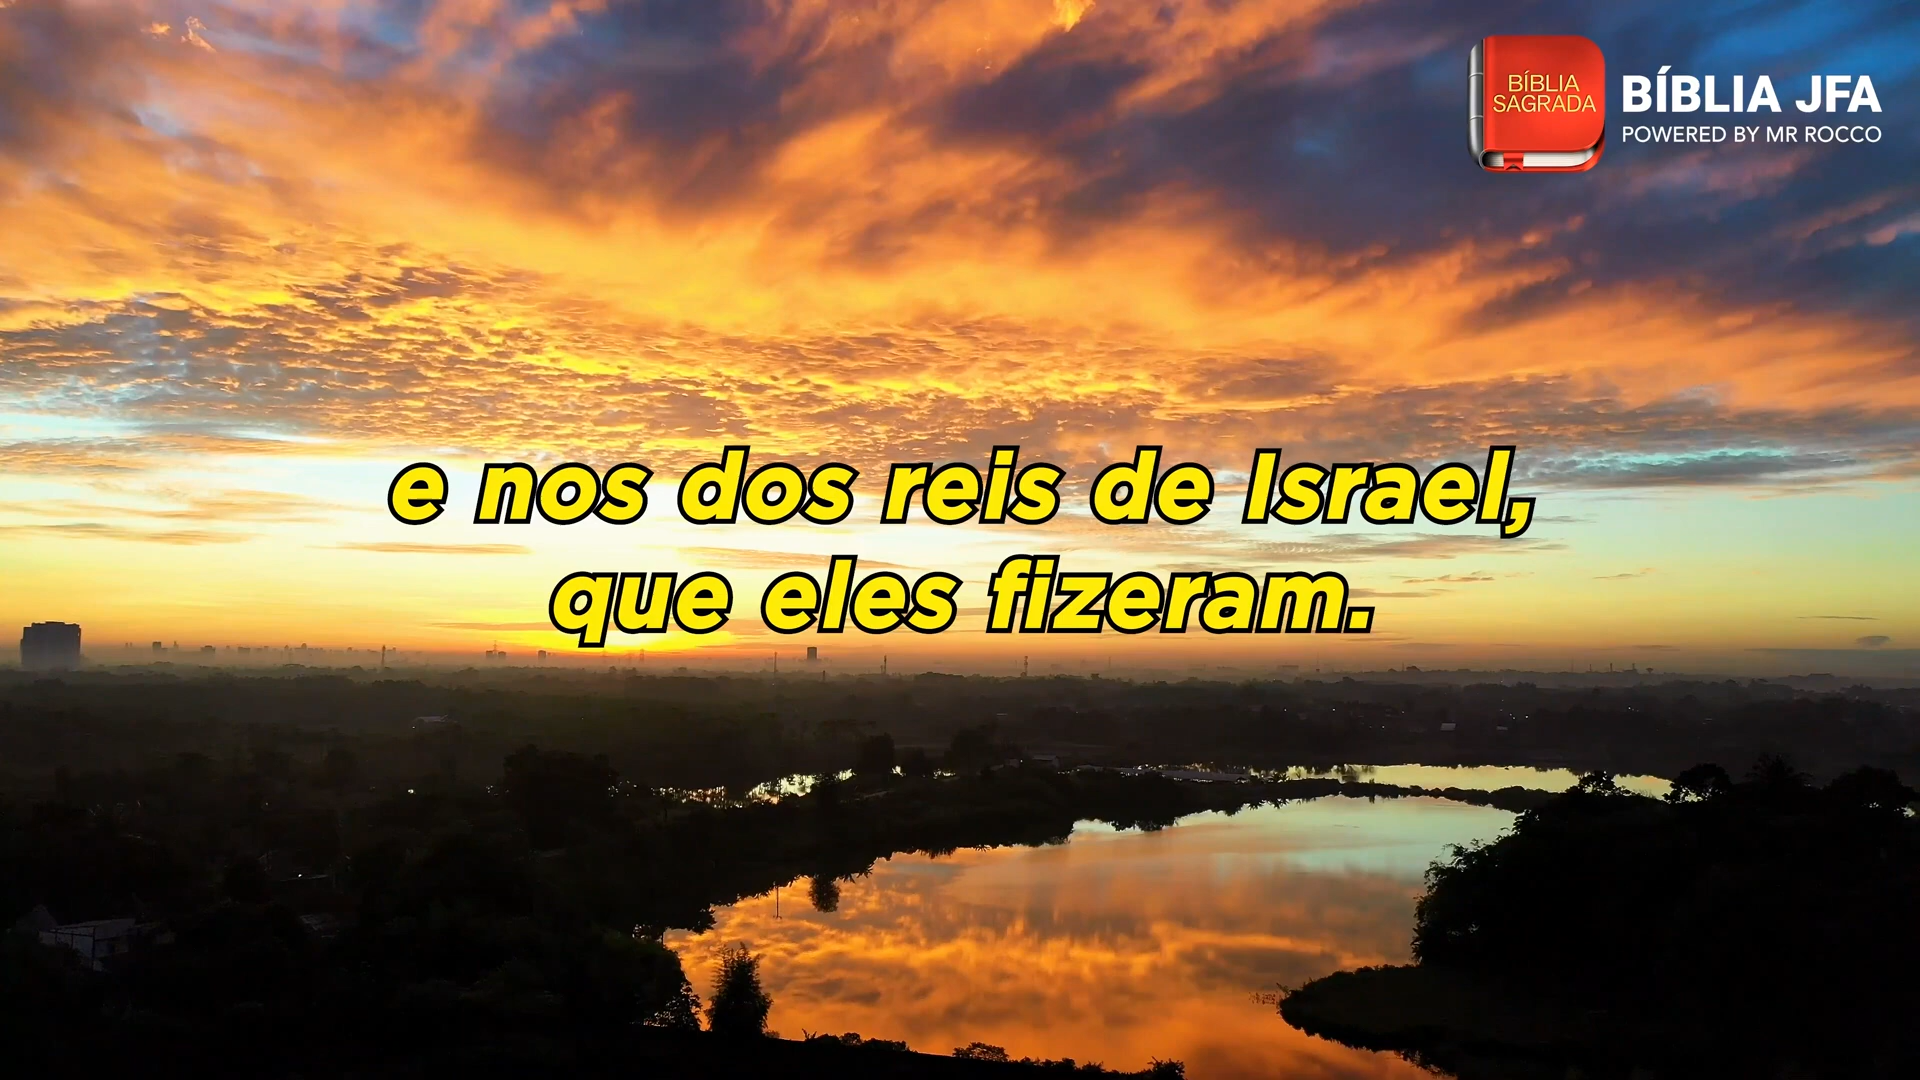 BÍBLIA
SAGRADA
BÍBLIA JFA
POWERED BY MR ROCCO
e nos dos reis de Israel,
que eles fizeram.